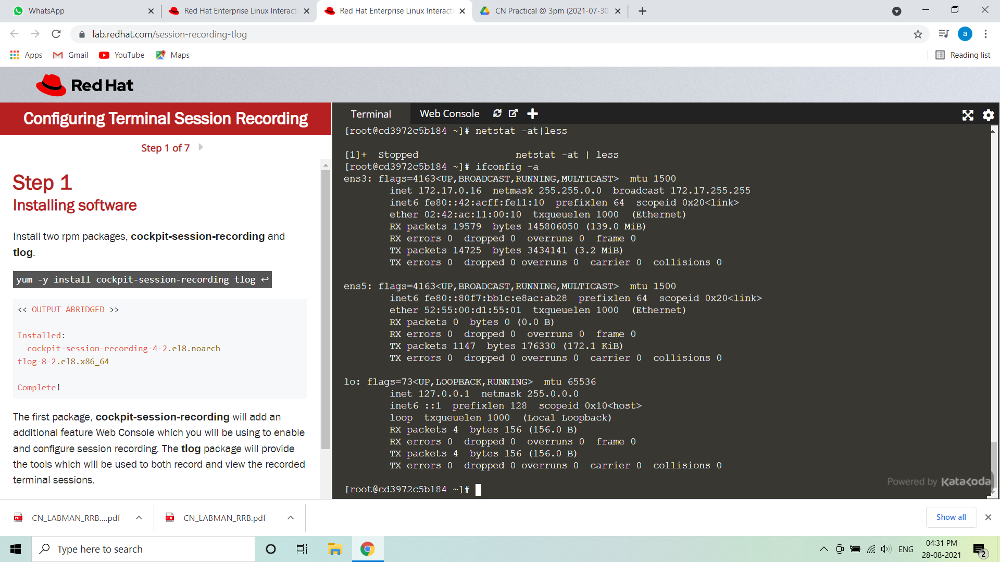 WhatsApp
Red Hat Enterprise Linux Interacti
Red Hat Enterprise Linux Interacti
CN Practical @ 3pm (2021-07-30
lab.redhat.com/session-recording-tlog
a
Apps
Gmail
YouTube
Maps
Reading list
Red Hat
Configuring Terminal Session Recording
Step 1 of 7
Step 1
Installing software
Install two rpm packages, cockpit-session-recording and
tlog.
yum -y install cockpit-session-recording tlog ↩
<< OUTPUT ABRIDGED >>
Installed:
cockpit-session-recording-4-2.el8.noarch
tlog-8-2.el8.x86_64
Complete!
The first package, cockpit-session-recording will add an
additional feature Web Console which you will be using to enable
and configure session recording. The tlog package will provide
the tools which will be used to both record and view the recorded
terminal sessions.
Terminal
Web Console
[root@cd3972c5b184 ~]# netstat -at|less
[1]+  Stopped                 netstat -at | less
[root@cd3972c5b184 ~]# ifconfig -a
ens3: flags=4163<UP,BROADCAST,RUNNING,MULTICAST>  mtu 1500
inet 172.17.0.16  netmask 255.255.0.0  broadcast 172.17.255.255
inet6 fe80::42:acff:fe11:10  prefixlen 64  scopeid 0x20<link>
ether 02:42:ac:11:00:10  txqueuelen 1000  (Ethernet)
RX packets 19579  bytes 145806050 (139.0 MiB)
RX errors 0  dropped 0  overruns 0  frame 0
TX packets 14725  bytes 3434141 (3.2 MiB)
TX errors 0  dropped 0 overruns 0  carrier 0  collisions 0
ens5: flags=4163<UP,BROADCAST,RUNNING,MULTICAST>  mtu 1500
inet6 fe80::80f7:bb1c:e8ac:ab28  prefixlen 64  scopeid 0x20<link>
ether 52:55:00:d1:55:01  txqueuelen 1000  (Ethernet)
RX packets 0  bytes 0 (0.0 B)
RX errors 0  dropped 0  overruns 0  frame 0
TX packets 1147  bytes 176330 (172.1 KiB)
TX errors 0  dropped 0 overruns 0  carrier 0  collisions 0
lo: flags=73<UP,LOOPBACK,RUNNING>  mtu 65536
inet 127.0.0.1  netmask 255.0.0.0
inet6 ::1  prefixlen 128  scopeid 0x10<host>
loop  txqueuelen 1000  (Local Loopback)
RX packets 4  bytes 156 (156.0 B)
RX errors 0  dropped 0  overruns 0  frame 0
TX packets 4  bytes 156 (156.0 B)
TX errors 0  dropped 0 overruns 0  carrier 0  collisions 0
[root@cd3972c5b184 ~]#
Powered by Katacoda
PDF
CN_LABMAN_RRB....pdf
PDF
CN_LABMAN_RRB.pdf
Show all
Type here to search
ENG
04:31 PM
28-08-2021
2